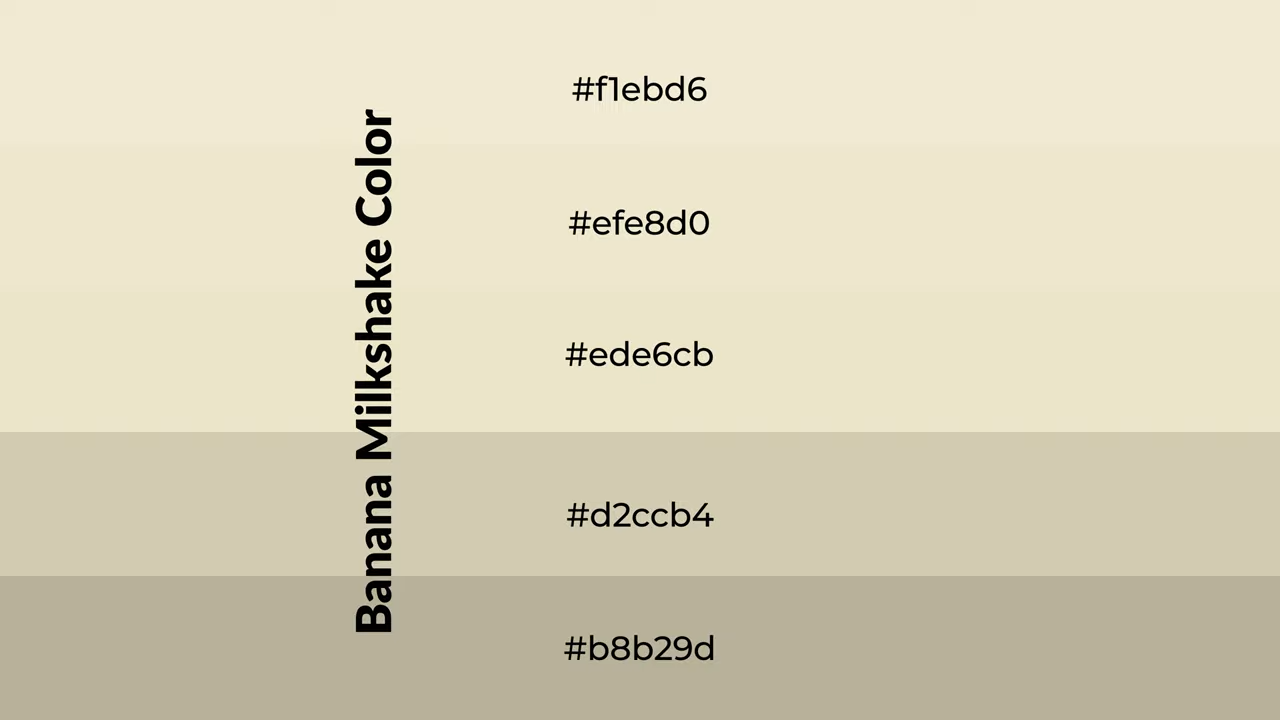 Banana Milkshake Color
#f1ebd6
#efe8d0
#ede6cb
#d2ccb4
#b8b29d